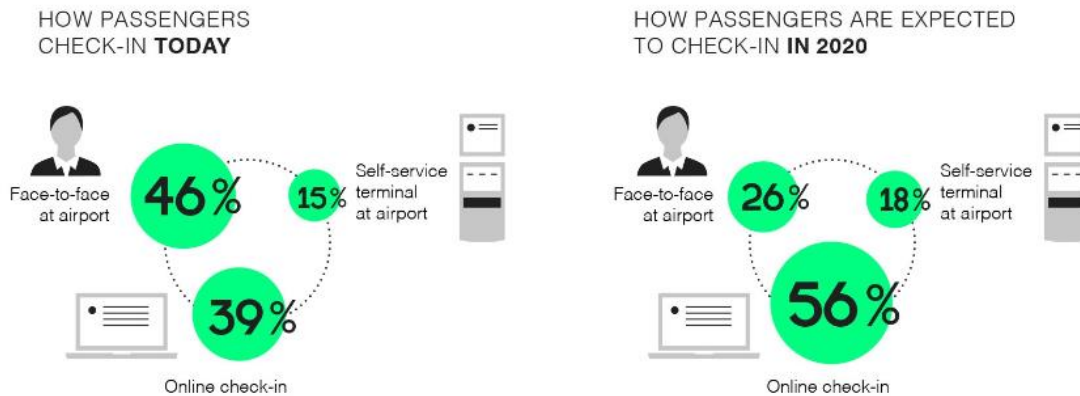 HOW PASSENGERS
CHECK-IN TODAY
46%
Face-to-face
at airport
15%
Self-service
terminal
at airport
39%
Online check-in
HOW PASSENGERS ARE EXPECTED
TO CHECK-IN IN 2020
26%
Face-to-face
at airport
18%
Self-service
terminal
at airport
56%
Online check-in